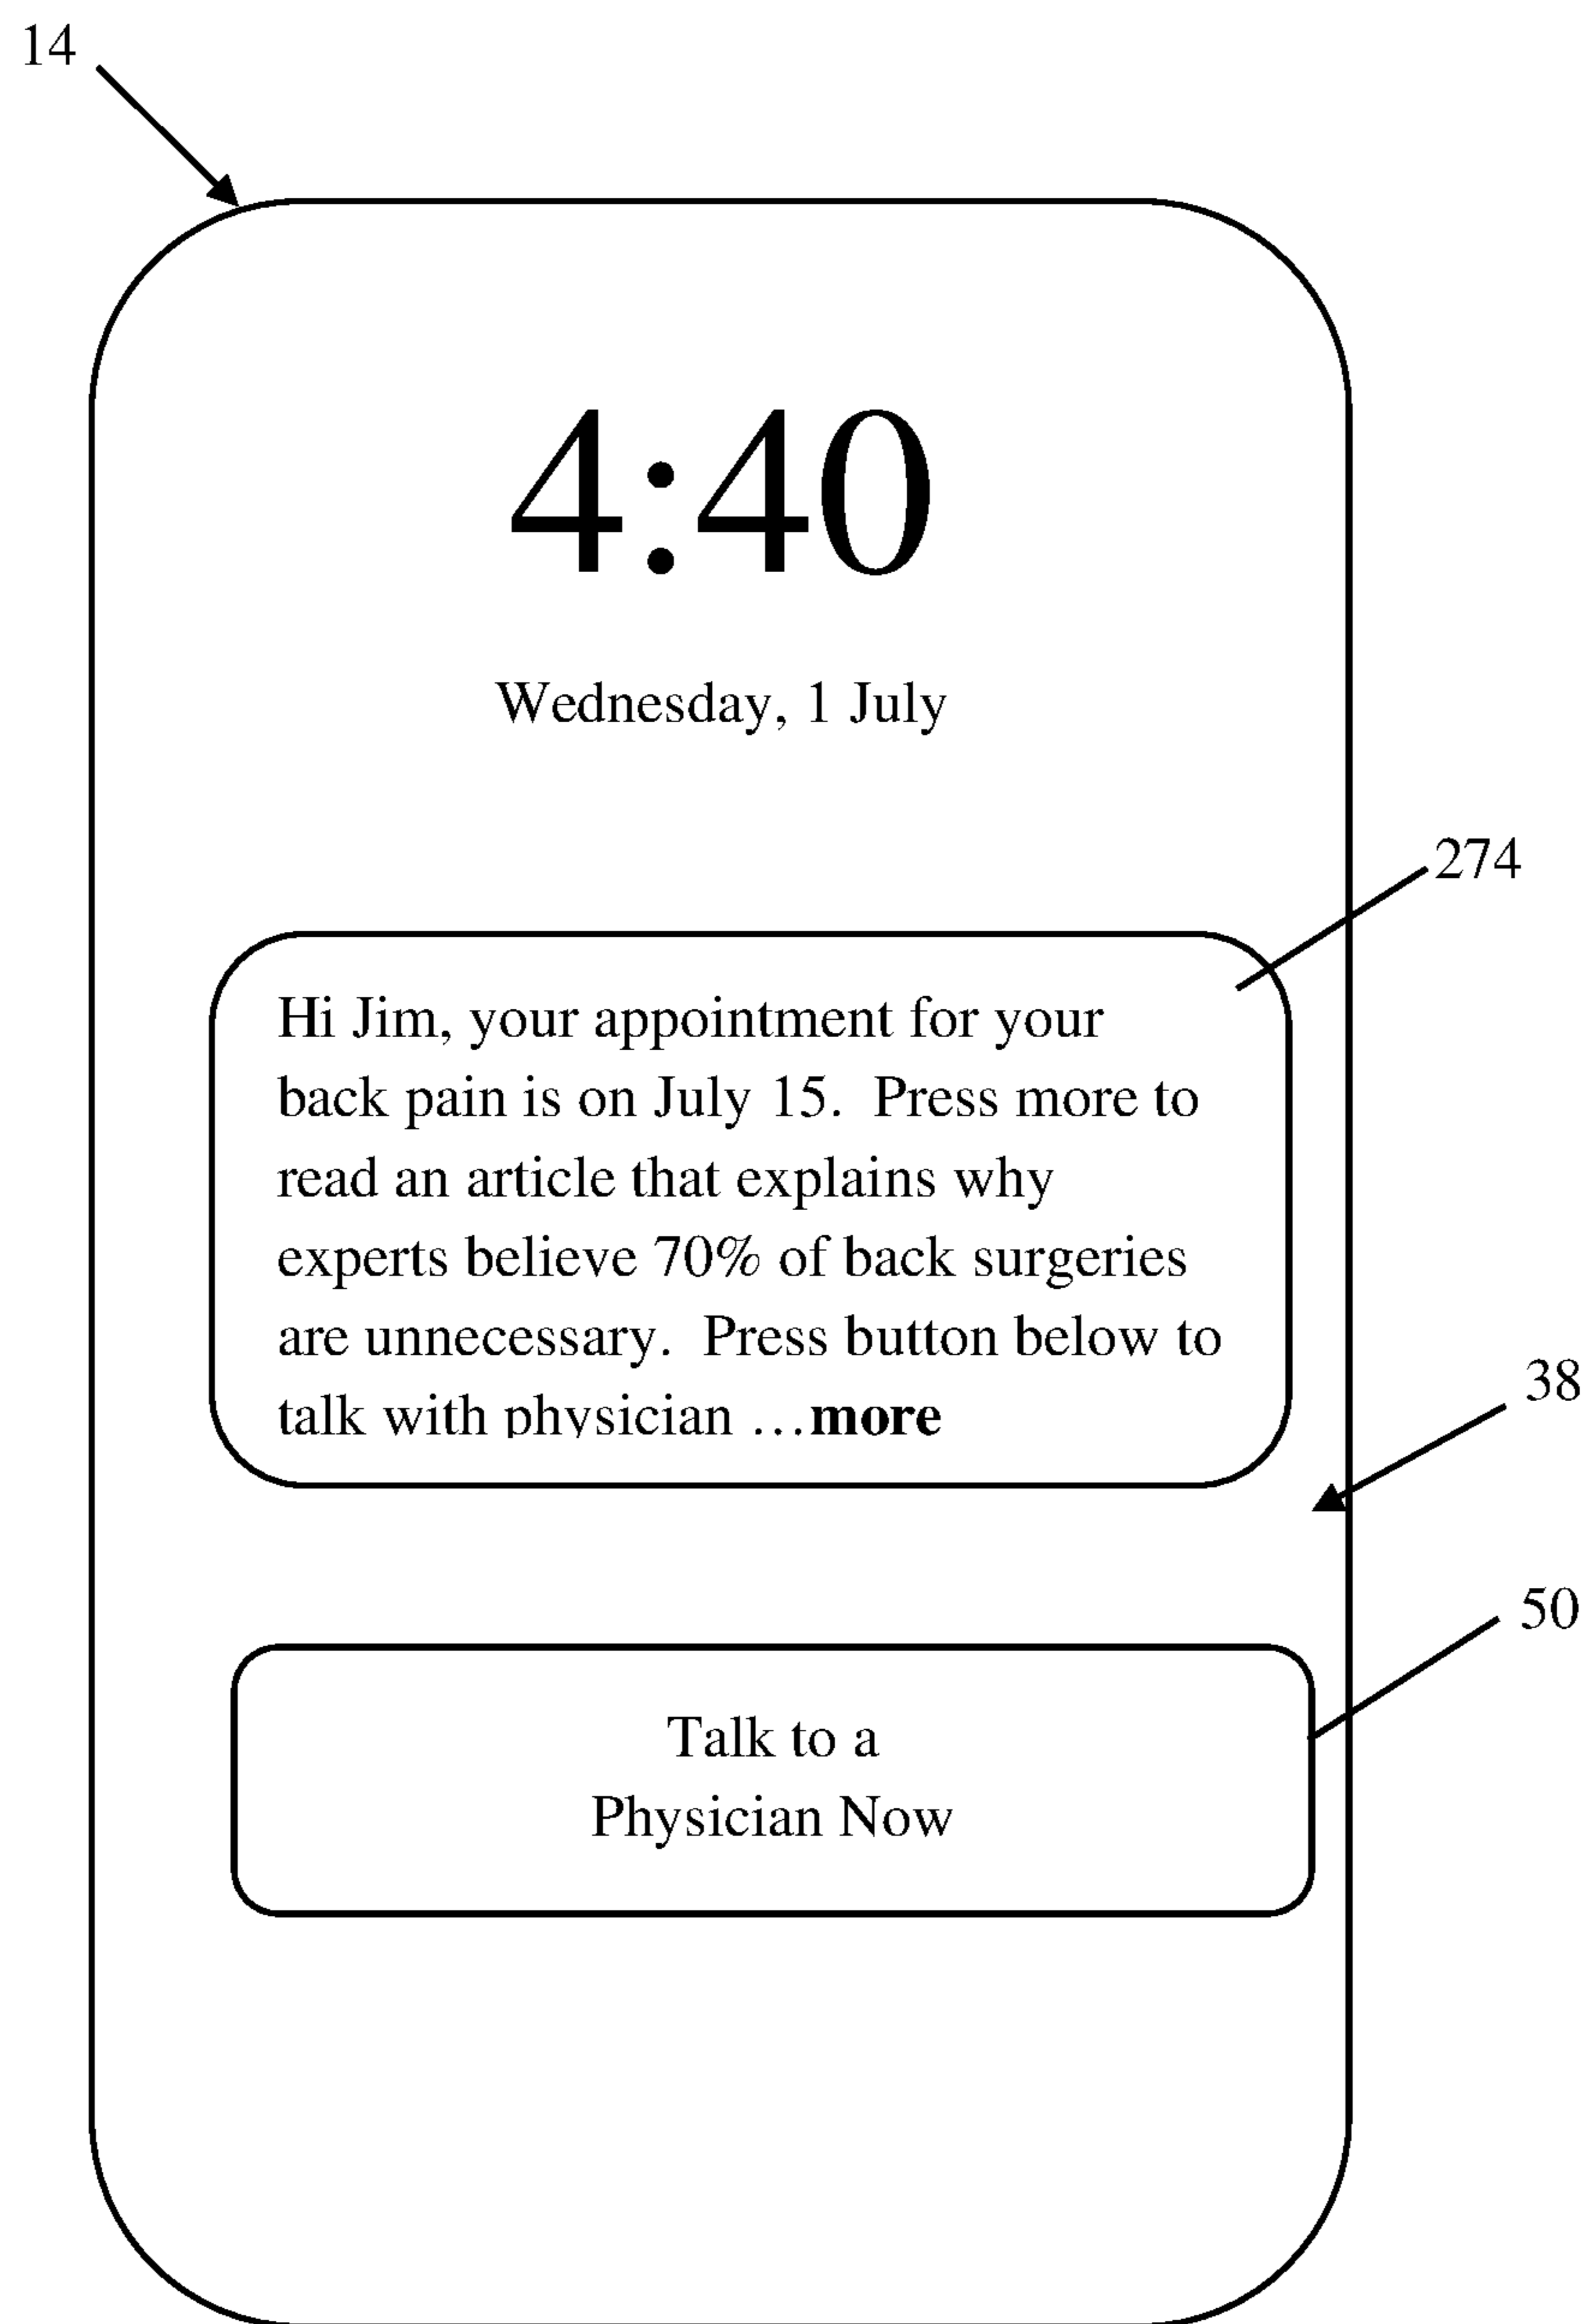 14
4:40
Wednesday, 1 July
274
Hi Jim, your appointment for your
back pain is on July 15.  Press more to
read an article that explains why
experts believe 70% of back surgeries
are unnecessary.  Press button below to
talk with physician …more
38
50
Talk to a
Physician Now